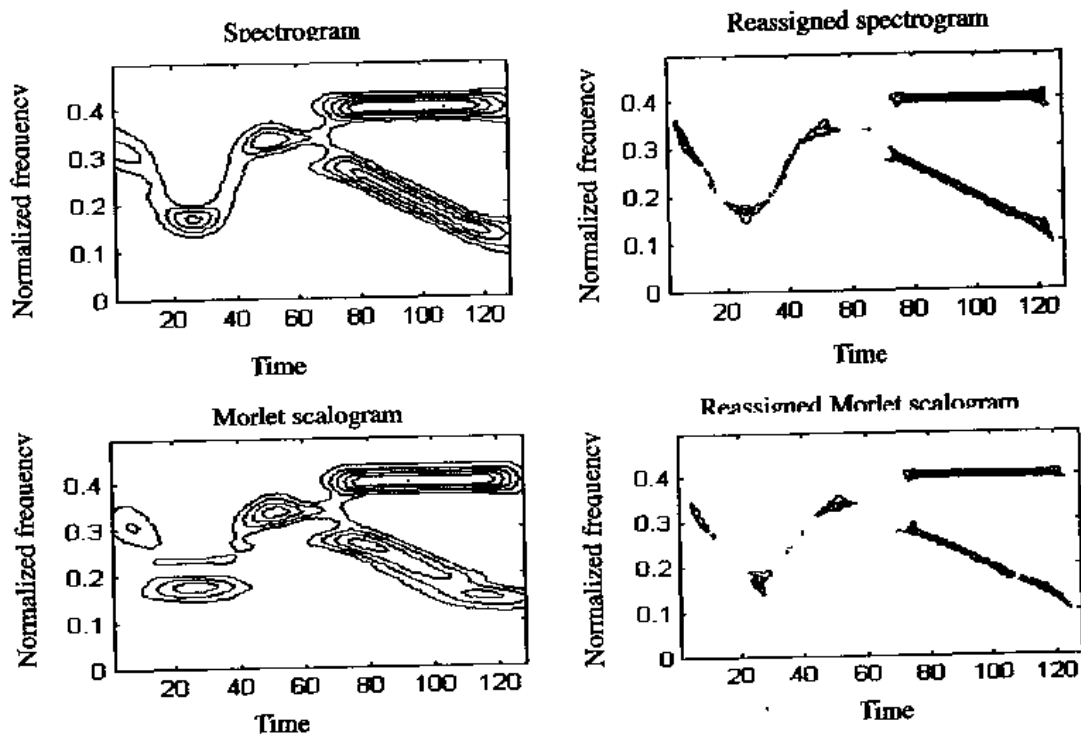 Spectrogram
Normalized frequency
0.4
0.3
0.2
0.1
0
20 40 60 80 100 120
Time
Reassigned spectrogram
Normalized frequency
0.4
0.3
0.2
0.1
0
20 40 60 80 100 120
Time
Morlet scalogram
Normalized frequency
0.4
0.3
0.2
0.1
0
20 40 60 80 100 120
Time
Reassigned Morlet scalogram
Normalized frequency
0.4
0.3
0.2
0.1
0
20 40 60 80 100 120
Time